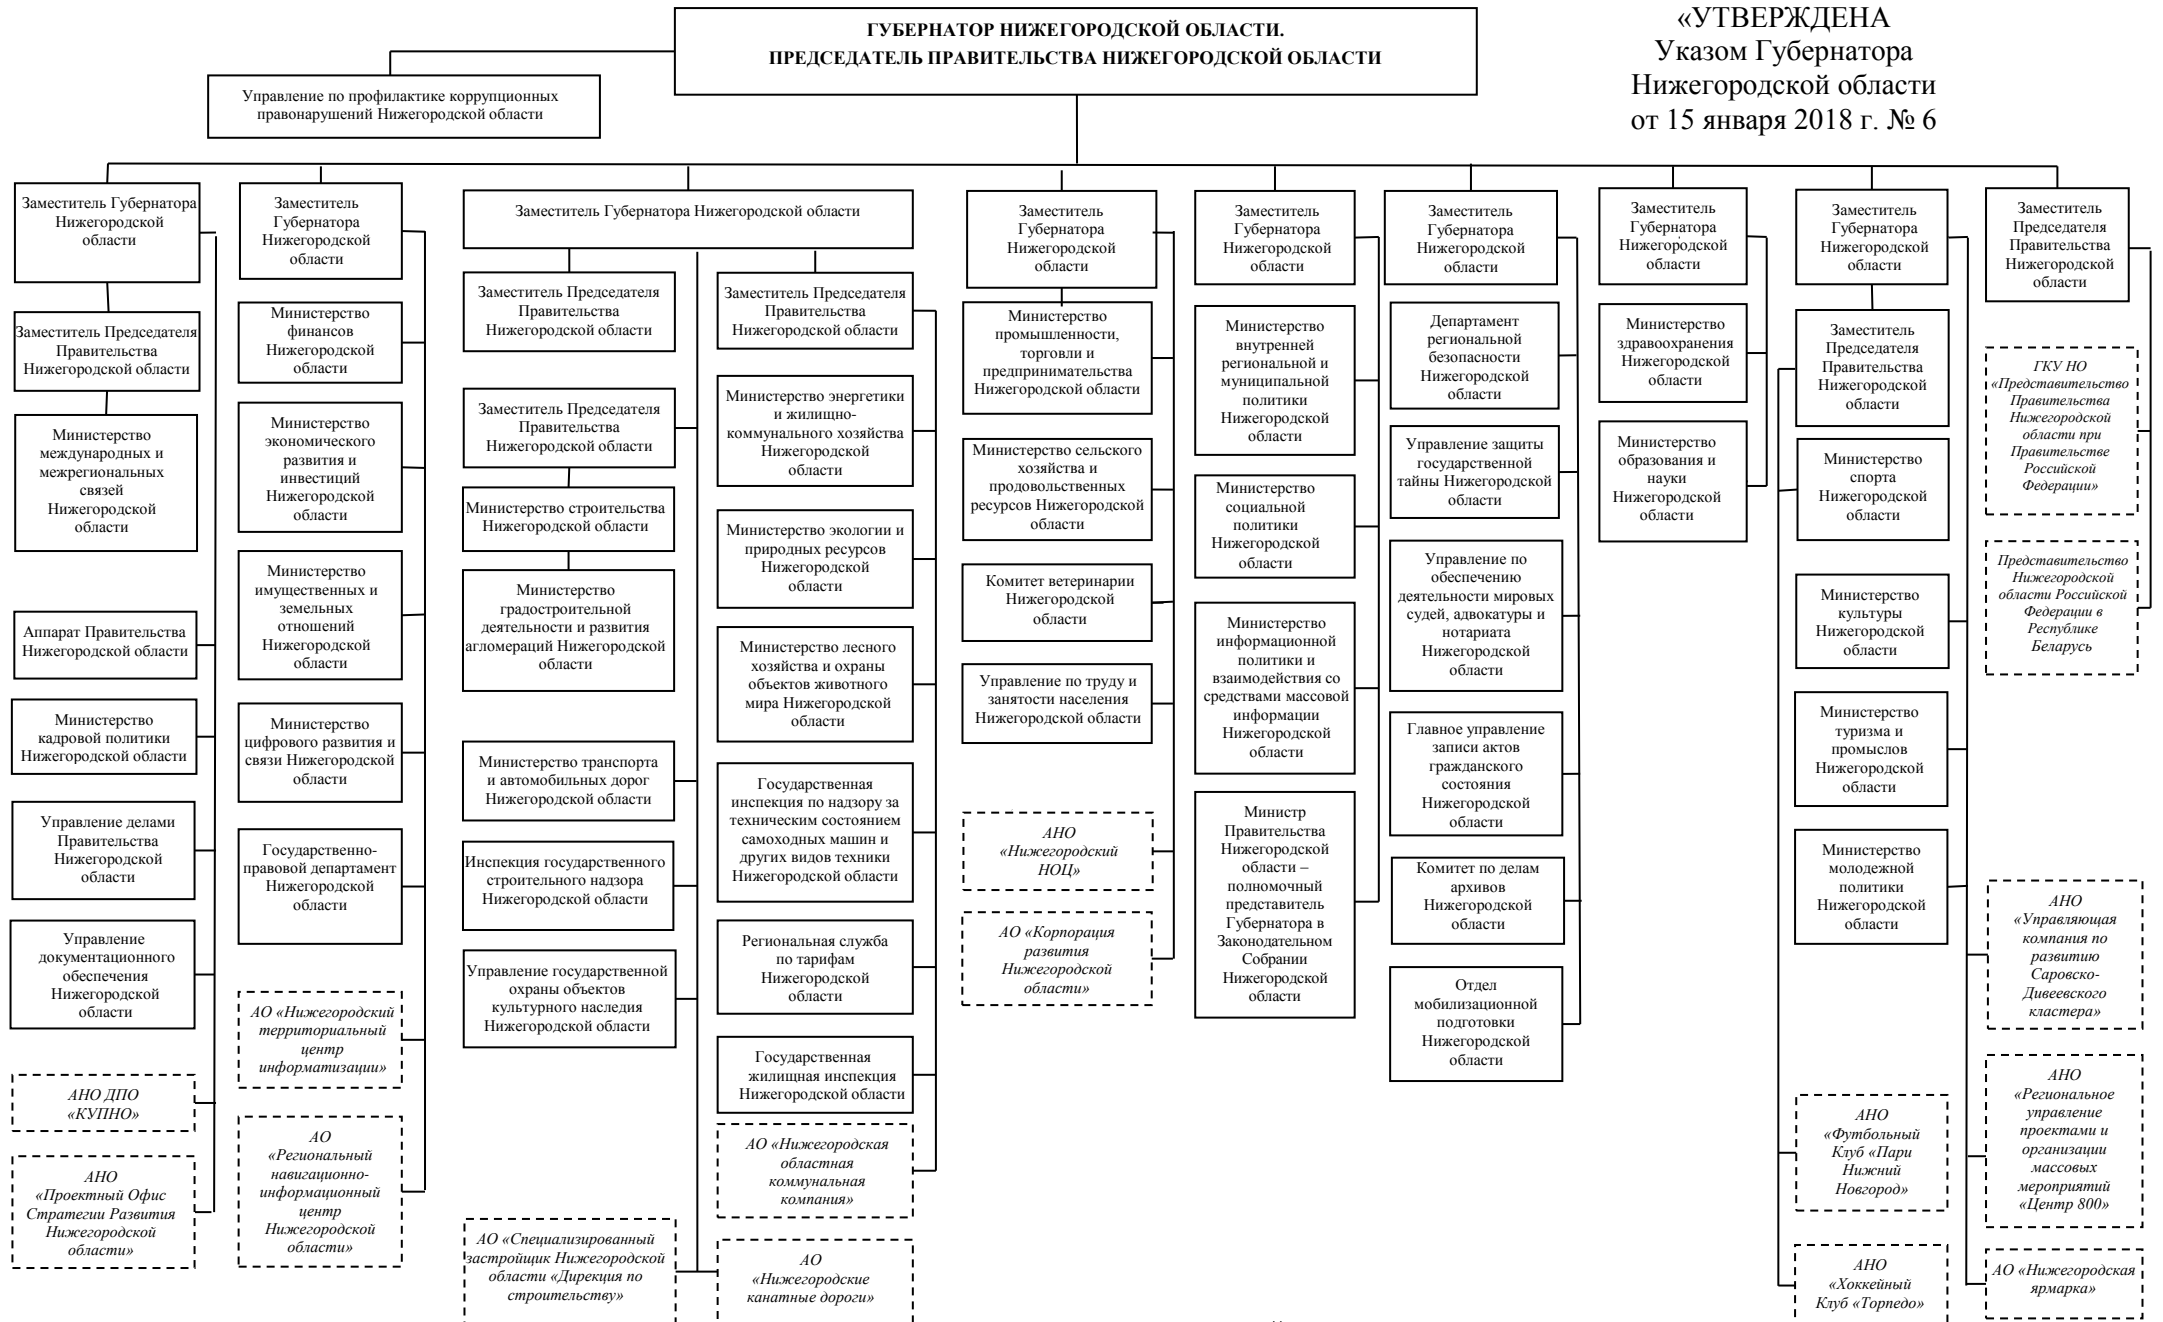 ГУБЕРНАТОР НИЖЕГОРОДСКОЙ ОБЛАСТИ.
ПРЕДСЕДАТЕЛЬ ПРАВИТЕЛЬСТВА НИЖЕГОРОДСКОЙ ОБЛАСТИ
«УТВЕРЖДЕНА
Указом Губернатора
Нижегородской области
от 15 января 2018 г. № 6
Управление по профилактике коррупционных
правонарушений Нижегородской области
Заместитель Губернатора
Нижегородской
области
Заместитель Председателя
Правительства
Нижегородской области
Министерство
международных и
межрегиональных
связей
Нижегородской
области
Аппарат Правительства
Нижегородской области
Министерство
кадровой политики
Нижегородской области
Управление делами
Правительства
Нижегородской
области
Управление
документационного
обеспечения
Нижегородской
области
АНО ДПО
«КУПНО»
АНО
«Проектный Офис
Стратегии Развития
Нижегородской
области»
Заместитель
Губернатора
Нижегородской
области
Министерство
финансов
Нижегородской
области
Министерство
экономического
развития и
инвестиций
Нижегородской
области
Министерство
имущественных и
земельных
отношений
Нижегородской
области
Министерство
цифрового развития и
связи Нижегородской
области
Государственно-
правовой департамент
Нижегородской
области
АО «Нижегородский
территориальный
центр
информатизации»
АО
«Региональный
навигационно-
информационный
центр
Нижегородской
области»
Заместитель Губернатора Нижегородской области
Заместитель Председателя
Правительства
Нижегородской области
Заместитель Председателя
Правительства
Нижегородской области
Министерство строительства
Нижегородской области
Министерство
градостроительной
деятельности и развития
агломераций Нижегородской
области
Министерство транспорта
и автомобильных дорог
Нижегородской области
Инспекция государственного
строительного надзора
Нижегородской области
Управление государственной
охраны объектов
культурного наследия
Нижегородской области
АО «Специализированный
застройщик Нижегородской
области «Дирекция по
строительству»
Заместитель Председателя
Правительства
Нижегородской области
Министерство энергетики
и жилищно-
коммунального хозяйства
Нижегородской
области
Министерство экологии и
природных ресурсов
Нижегородской
области
Министерство лесного
хозяйства и охраны
объектов животного
мира Нижегородской
области
Государственная
инспекция по надзору за
техническим состоянием
самоходных машин и
других видов техники
Нижегородской области
Региональная служба
по тарифам
Нижегородской
области
Государственная
жилищная инспекция
Нижегородской области
АО «Нижегородская
областная
коммунальная
компания»
АО
«Нижегородские
канатные дороги»
Заместитель
Губернатора
Нижегородской
области
Министерство
промышленности,
торговли и
предпринимательства
Нижегородской области
Министерство сельского
хозяйства и
продовольственных
ресурсов Нижегородской
области
Комитет ветеринарии
Нижегородской
области
Управление по труду и
занятости населения
Нижегородской области
АНО
«Нижегородский
НОЦ»
АО «Корпорация
развития
Нижегородской
области»
Заместитель
Губернатора
Нижегородской
области
Министерство
внутренней
региональной и
муниципальной
политики
Нижегородской
области
Министерство
социальной
политики
Нижегородской
области
Министерство
информационной
политики и
взаимодействия со
средствами массовой
информации
Нижегородской
области
Министр
Правительства
Нижегородской
области –
полномочный
представитель
Губернатора в
Законодательном
Собрании
Нижегородской
области
Заместитель
Губернатора
Нижегородской
области
Департамент
региональной
безопасности
Нижегородской
области
Управление защиты
государственной
тайны Нижегородской
области
Управление по
обеспечению
деятельности мировых
судей, адвокатуры и
нотариата
Нижегородской
области
Главное управление
записи актов
гражданского
состояния
Нижегородской
области
Комитет по делам
архивов
Нижегородской
области
Отдел
мобилизационной
подготовки
Нижегородской
области
Заместитель
Губернатора
Нижегородской
области
Министерство
здравоохранения
Нижегородской
области
Министерство
образования и
науки
Нижегородской
области
Заместитель
Губернатора
Нижегородской
области
Заместитель
Председателя
Правительства
Нижегородской
области
Министерство
спорта
Нижегородской
области
Министерство
культуры
Нижегородской
области
Министерство
туризма и
промыслов
Нижегородской
области
Министерство
молодежной
политики
Нижегородской
области
АНО
«Футбольный
Клуб «Пари
Нижний
Новгород»
АНО
«Хоккейный
Клуб «Торпедо»
Заместитель
Председателя
Правительства
Нижегородской
области
ГКУ НО
«Представительство
Правительства
Нижегородской
области при
Правительстве
Российской
Федерации»
Представительство
Нижегородской
области Российской
Федерации в
Республике
Беларусь
АНО
«Управляющая
компания по
развитию
Саровско-
Дивеевского
кластера»
АНО
«Региональное
управление
проектами и
организации
массовых
мероприятий
«Центр 800»
АО «Нижегородская
ярмарка»